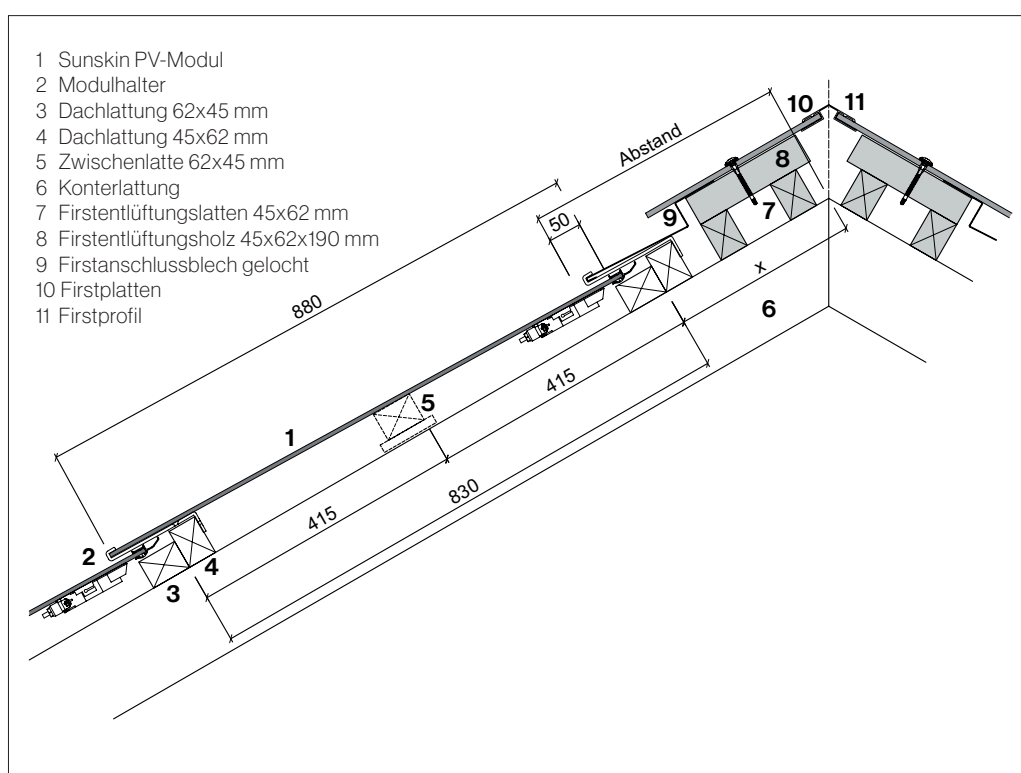 1 Sunskin PV-Modul
2 Modulhalter
3 Dachlattung 62x45 mm
4 Dachlattung 45x62 mm
5 Zwischenlatte 62x45 mm
6 Konterlattung
7 Firstentlüftungslatten 45x62 mm
8 Firstentlüftungsholz 45x62x190 mm
9 Firstanschlussblech gelocht
10 Firstplatten
11 Firstprofil
10
11
Abstand
8
7
9
50
x
880
6
415
5
1
830
415
2
4
3